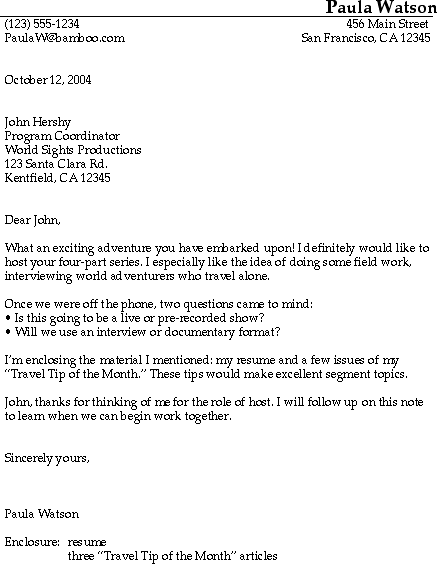 Paula Watson
(123) 555-1234 456 Main Street
PaulaW@bamboo.com San Francisco, CA 12345
October 12, 2004
John Hershy
Program Coordinator
World Sights Productions
123 Santa Clara Rd.
Kentfield, CA 12345
Dear John,
What an exciting adventure you have embarked upon! I definitely would like to
host your four-part series. I especially like the idea of doing some field work,
interviewing world adventurers who travel alone.
Once we were off the phone, two questions came to mind:
• Is this going to be a live or pre-recorded show?
• Will we use an interview or documentary format?
I'm enclosing the material I mentioned: my resume and a few issues of my
“Travel Tip of the Month.” These tips would make excellent segment topics.
John, thanks for thinking of me for the role of host. I will follow up on this note
to learn when we can begin work together.
Sincerely yours,
Paula Watson
Enclosure: resume
three “Travel Tip of the Month” articles